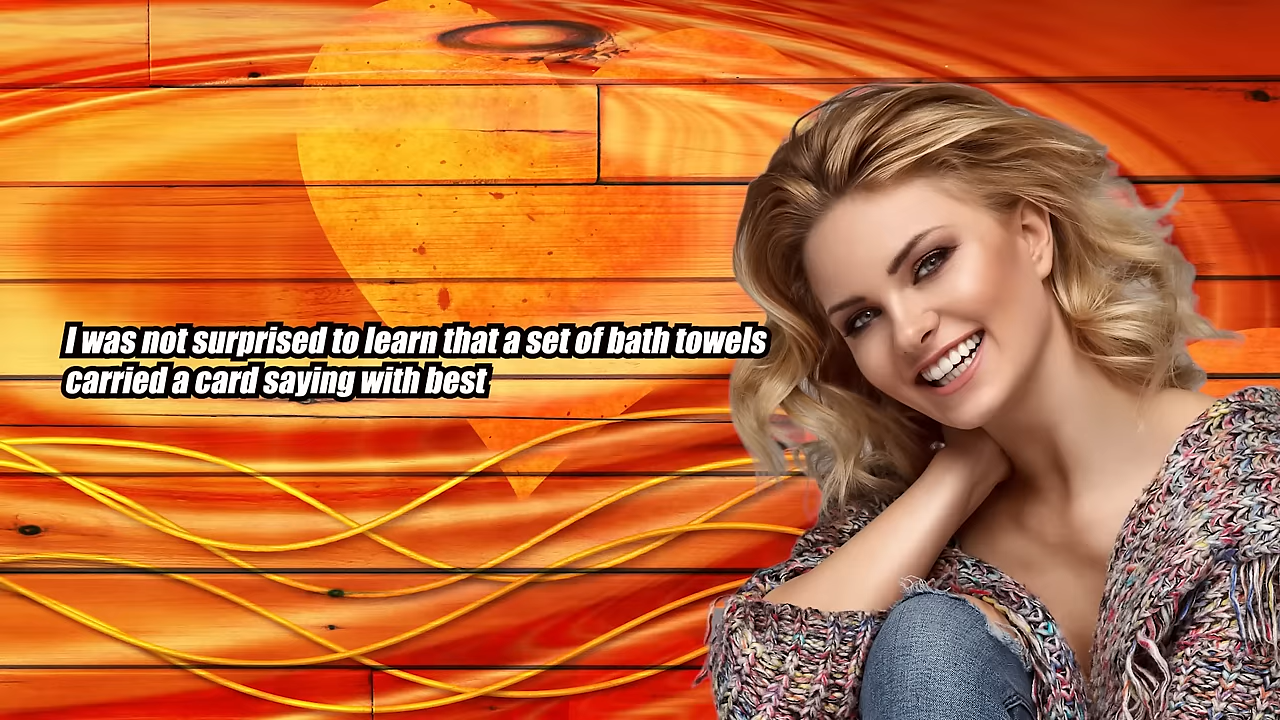 I was not surprised to learn that a set of bath towels
carried a card saying with best